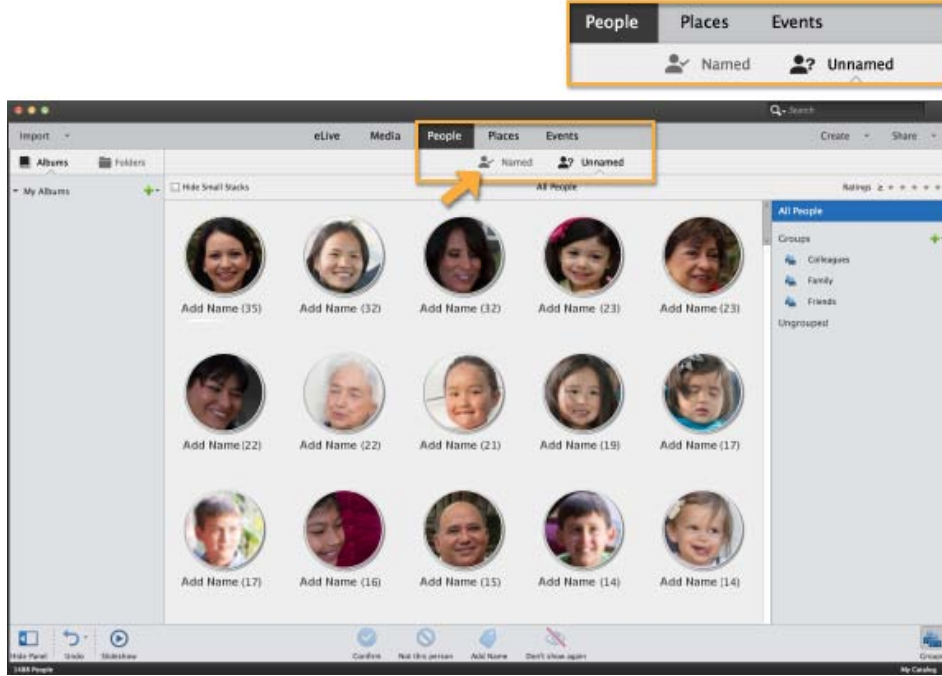 People Places Events
Named Unnamed
Search
Import eLive Media People Places Events Create Share
Albums Folders Named Unnamed
My Albums Hide Small Stacks All People Ratings ≥
All People
Groups
Colleagues
Family
Friends
Ungrouped
Add Name (35) Add Name (32) Add Name (32) Add Name (23) Add Name (23)
Add Name (22) Add Name (22) Add Name (21) Add Name (19) Add Name (17)
Add Name (17) Add Name (16) Add Name (15) Add Name (14) Add Name (14)
Hide Panel Undo Slideshow Confirm Not this person Add Name Don't show again
People My Catalog